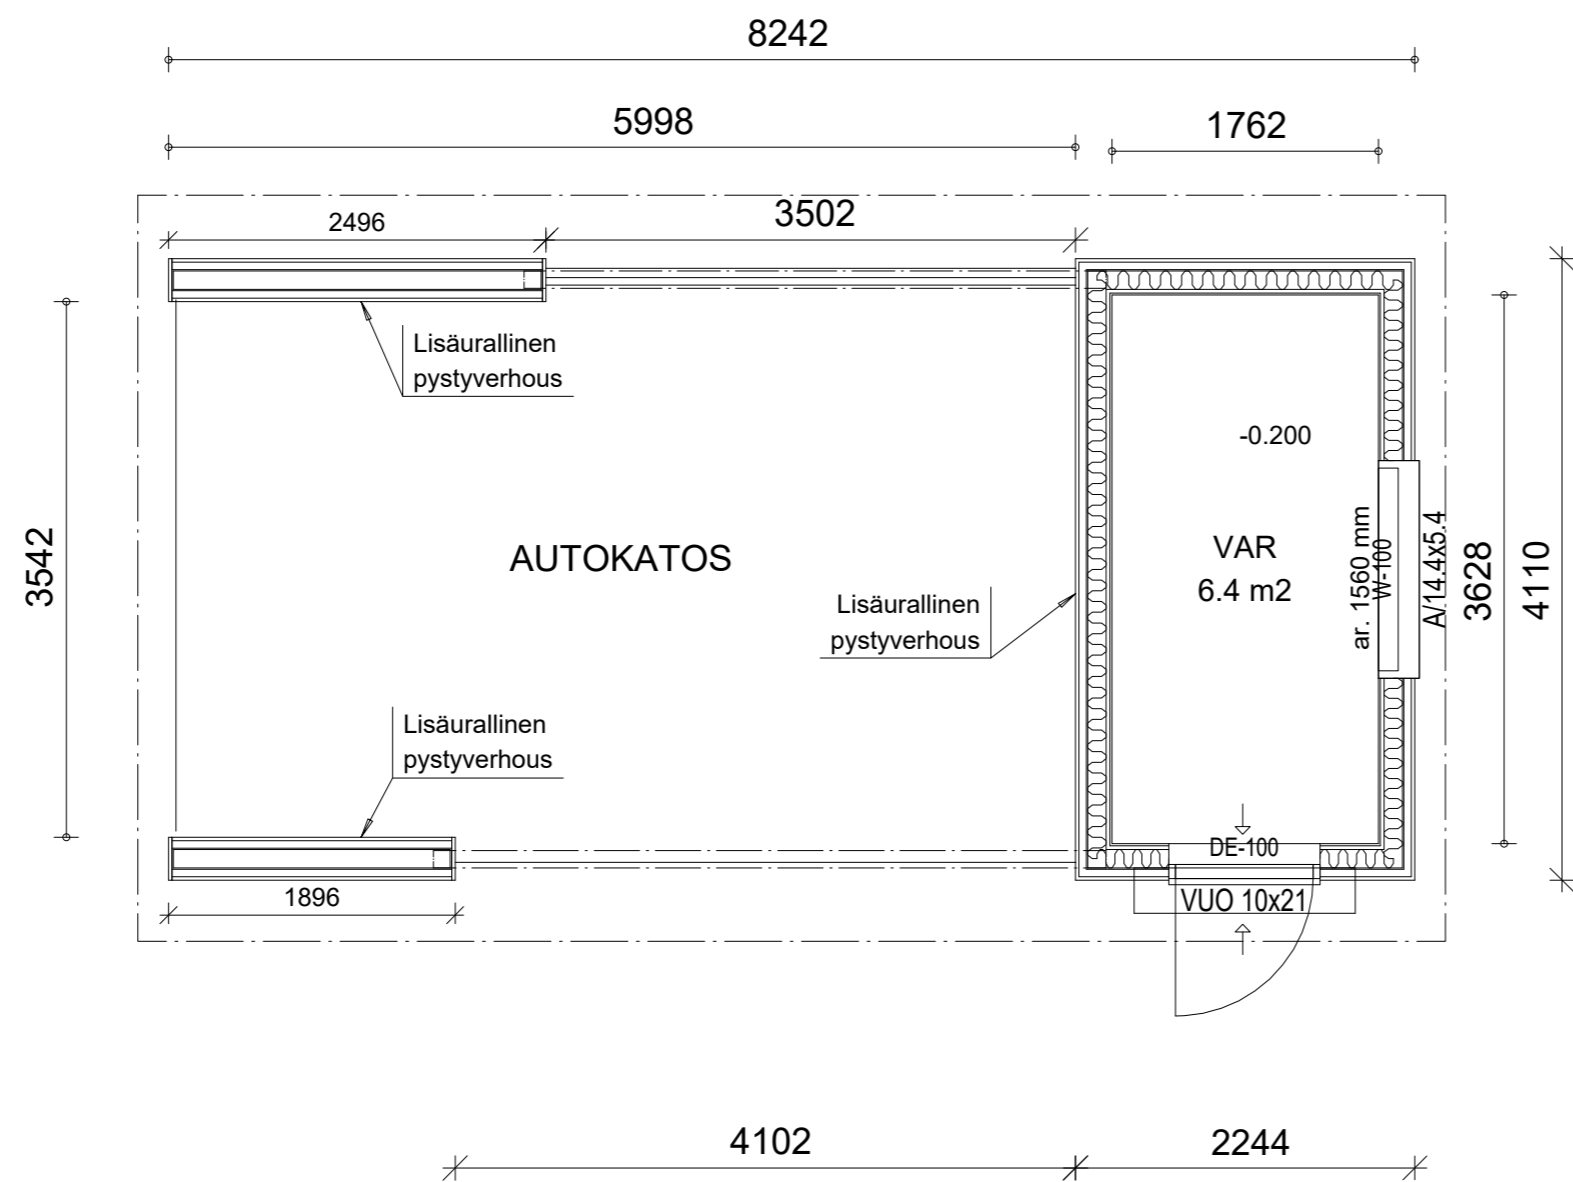 8242
5998
1762
2496
3502
Lisäurallinen
pystyverhous
-0.200
3542
AUTOKATOS
VAR
6.4 m2
ar. 1560 mm
W-100
A/14.4x5.4
3628
4110
Lisäurallinen
pystyverhous
Lisäurallinen
pystyverhous
DE-100
VUO 10x21
1896
4102
2244